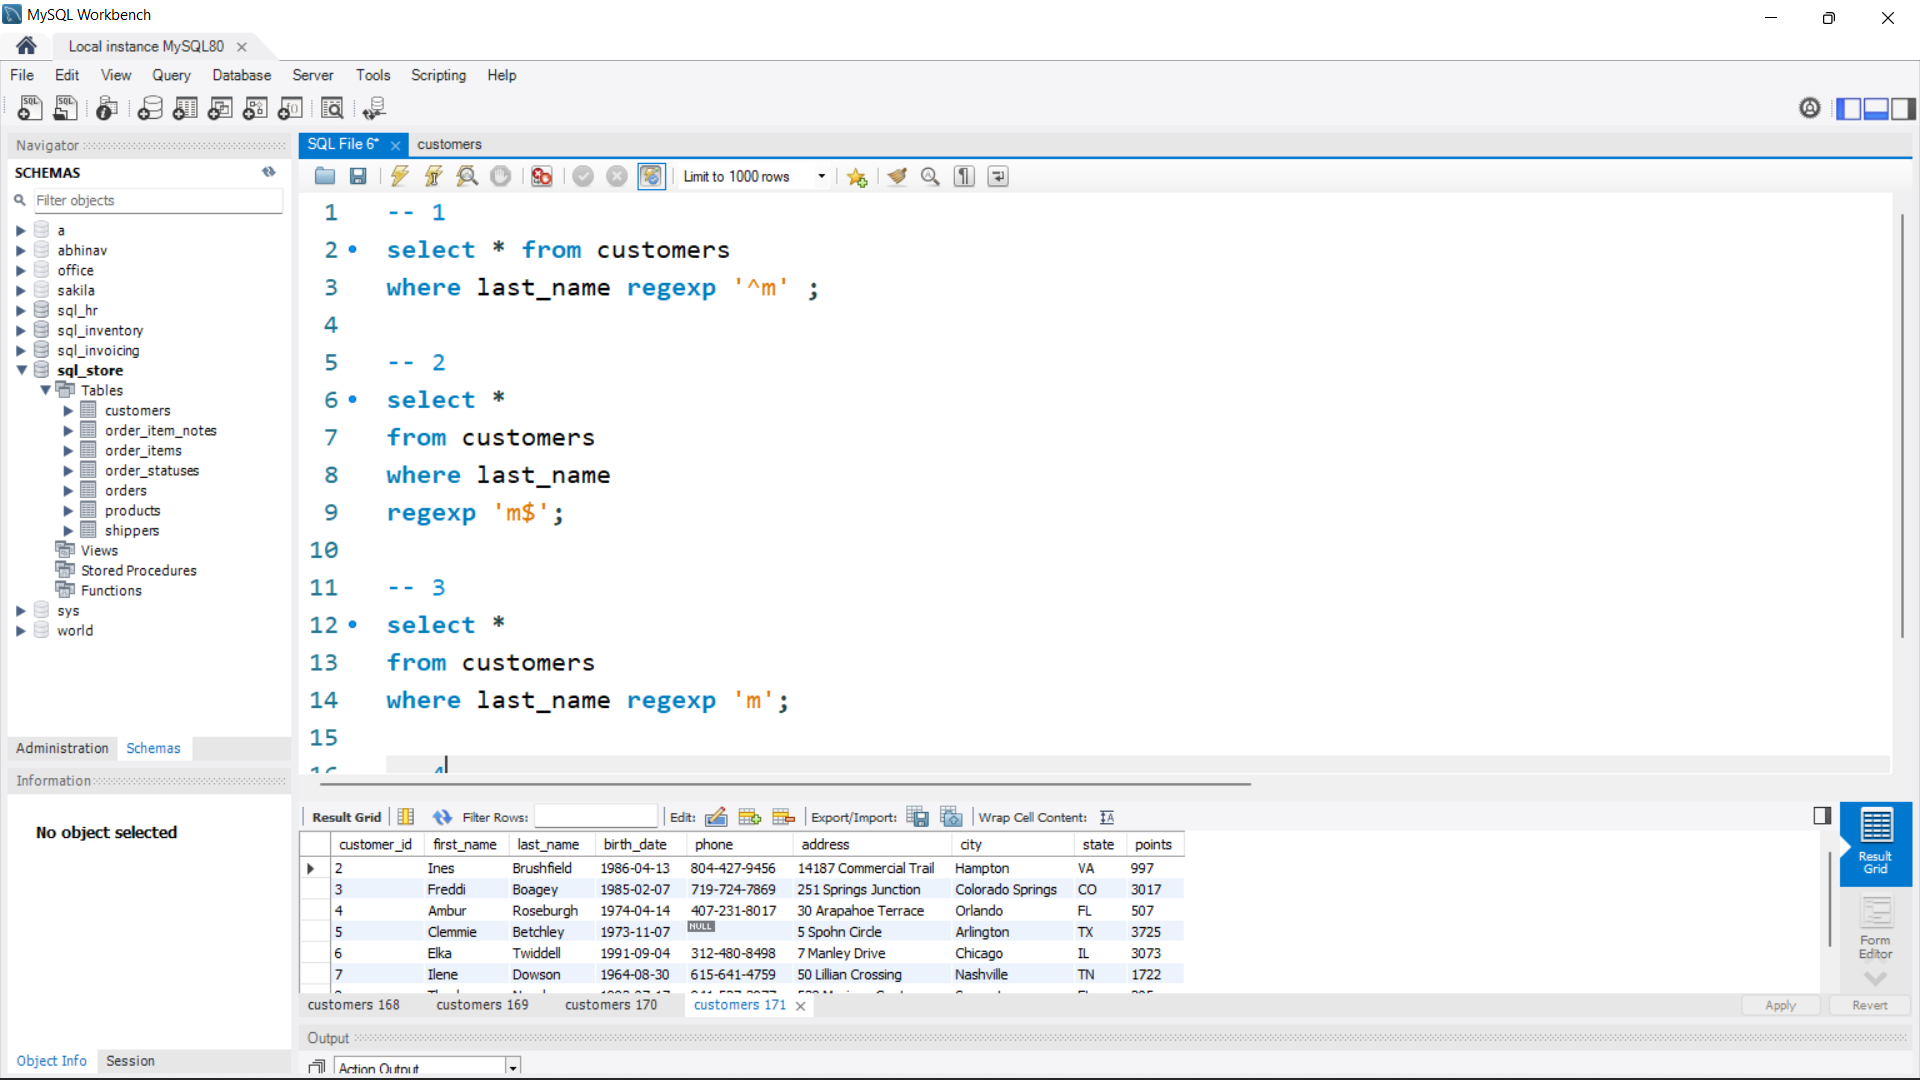 MySQL Workbench
Local instance MySQL80
File Edit View Query Database Server Tools Scripting Help
Navigator
SCHEMAS
Filter objects
a
abhinav
office
sakila
sql_hr
sql_inventory
sql_invoicing
sql_store
Tables
customers
order_item_notes
order_items
order_statuses
orders
products
shippers
Views
Stored Procedures
Functions
sys
world
Administration Schemas
Information
No object selected
Object Info Session
SQL File 6* customers
Limit to 1000 rows
1 -- 1
2 select * from customers
3 where last_name regexp '^m' ;
4
5 -- 2
6 select *
7 from customers
8 where last_name
9 regexp 'm$';
10
11 -- 3
12 select *
13 from customers
14 where last_name regexp 'm';
15
Result Grid Filter Rows: Edit: Export/Import: Wrap Cell Content:
customer_id first_name last_name birth_date phone address city state points
2 Ines Brushfield 1986-04-13 804-427-9456 14187 Commercial Trail Hampton VA 997
3 Freddi Boagey 1985-02-07 719-724-7869 251 Springs Junction Colorado Springs CO 3017
4 Ambur Roseburgh 1974-04-14 407-231-8017 30 Arapahoe Terrace Orlando FL 507
5 Clemmie Betchley 1973-11-07 NULL 5 Spohn Circle Arlington TX 3725
6 Elka Twiddell 1991-09-04 312-480-8498 7 Manley Drive Chicago IL 3073
7 Ilene Dowson 1964-08-30 615-641-4759 50 Lillian Crossing Nashville TN 1722
Result Grid
Form Editor
customers 168 customers 169 customers 170 customers 171
Apply Revert
Output
Action Output